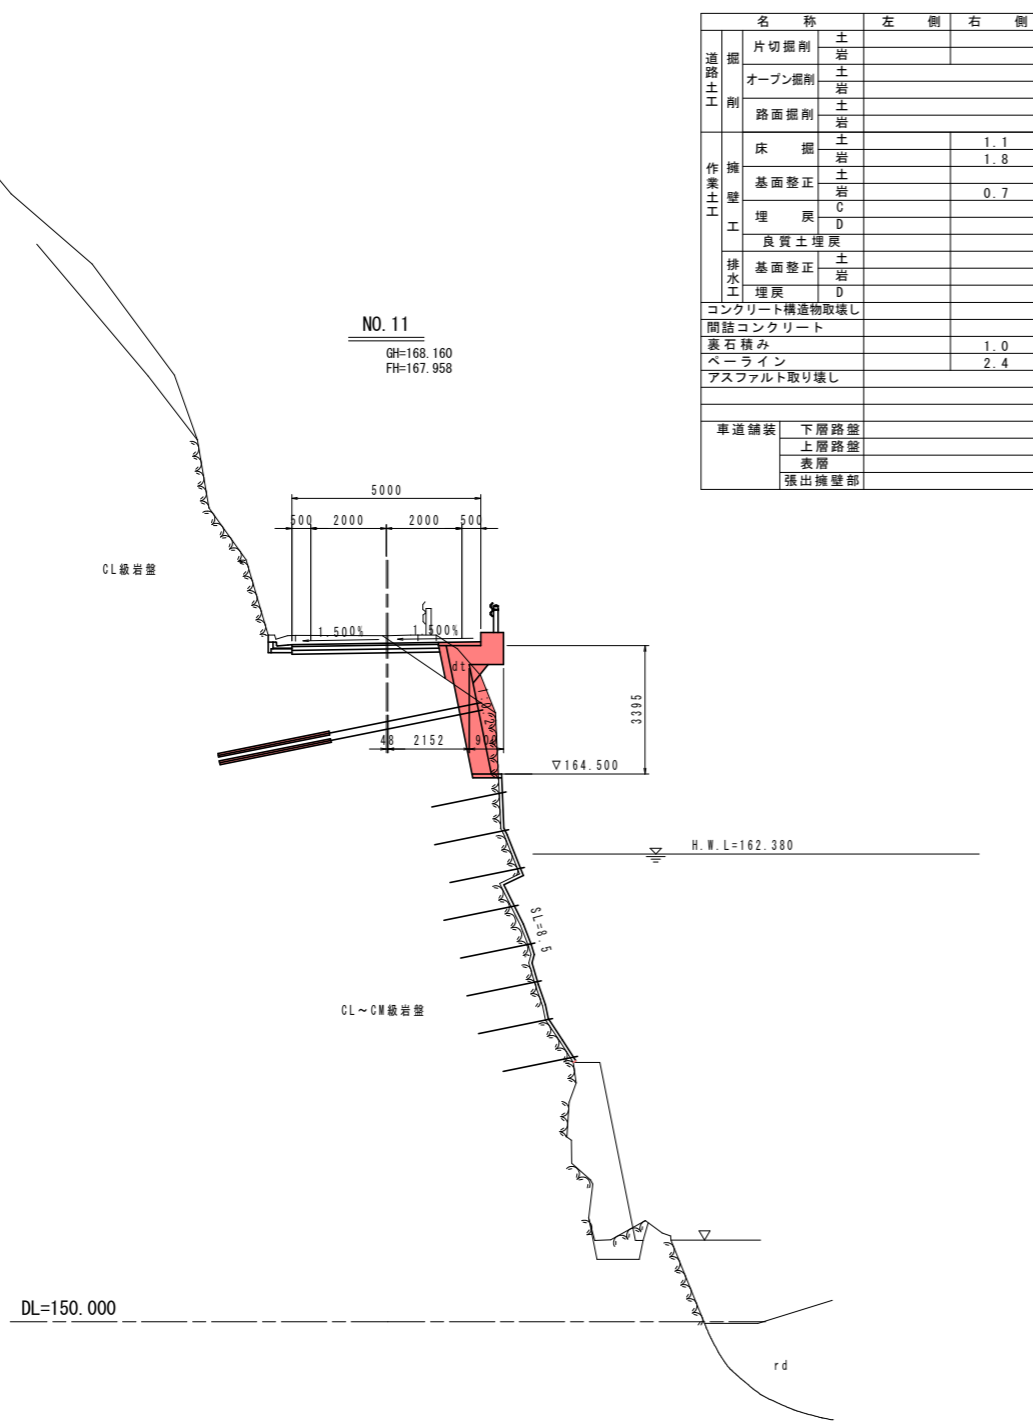 名 称 左 側 右 側
道路土工 掘削 片切掘削 土
岩
オープン掘削 土
岩
路面掘削 土
岩
作業土工 擁壁工 床 掘 土 1.1
岩 1.8
基面整正 土
岩 0.7
埋 戻 C
D
良質土埋戻
排水工 基面整正 土
岩
埋戻 D
コンクリート構造物取壊し
間詰コンクリート
裏石積み 1.0
ペーライン 2.4
アスファルト取り壊し
車道舗装 下層路盤
上層路盤
表層
張出擁壁部
NO.11
GH=168.160
FH=167.958
5000
500 2000 2000 500
CL級岩盤
1.500% 1.500%
dt
3395
48 2152 900
▽164.500
H.W.L=162.380
SL=8.5
CL~CM級岩盤
DL=150.000
rd